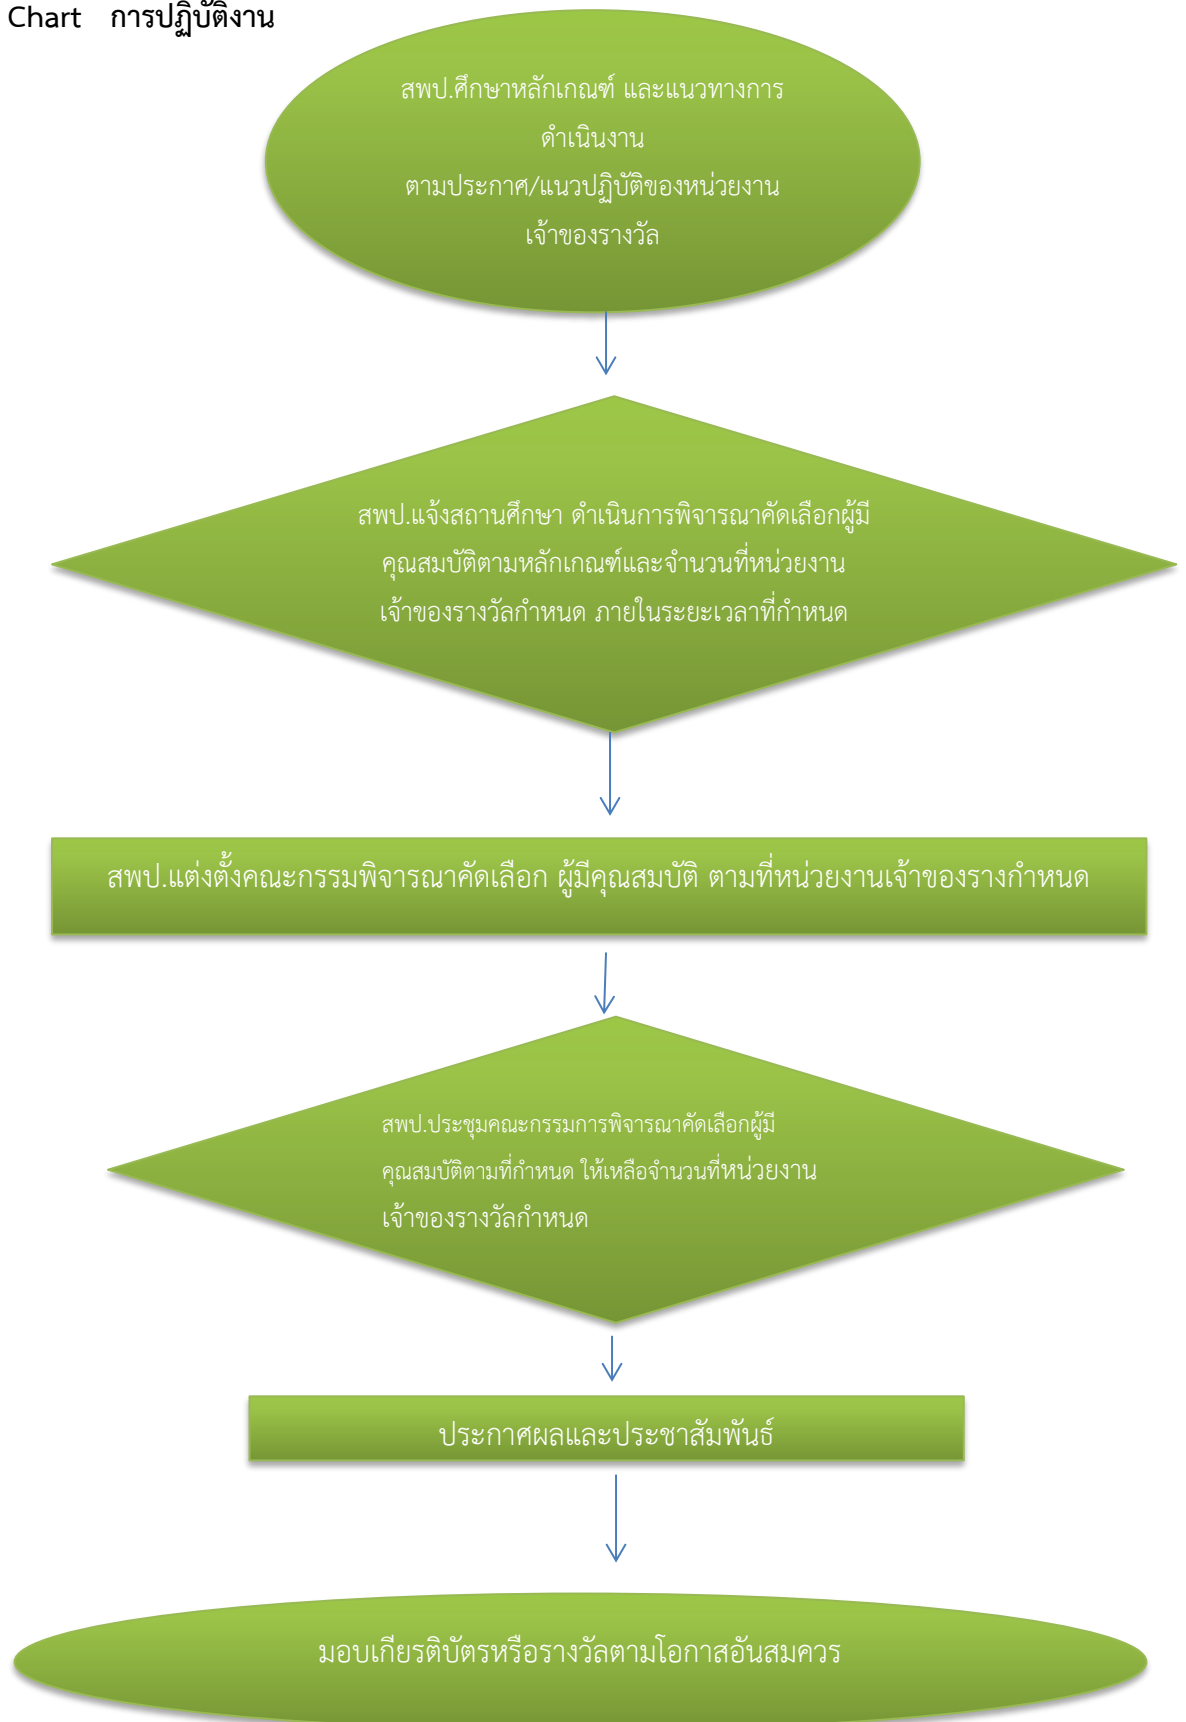 Chart การปฏิบัติงาน
สพป.ศึกษาหลักเกณฑ์ และแนวทางการ
ดำเนินงาน
ตามประกาศ/แนวปฏิบัติของหน่วยงาน
เจ้าของรางวัล
สพป.แจ้งสถานศึกษา ดำเนินการพิจารณาคัดเลือกผู้มี
คุณสมบัติตามหลักเกณฑ์และจำนวนที่หน่วยงาน
เจ้าของรางวัลกำหนด ภายในระยะเวลาที่กำหนด
สพป.แต่งตั้งคณะกรรมพิจารณาคัดเลือก ผู้มีคุณสมบัติ ตามที่หน่วยงานเจ้าของรางกำหนด
สพป.ประชุมคณะกรรมการพิจารณาคัดเลือกผู้มี
คุณสมบัติตามที่กำหนด ให้เหลือจำนวนที่หน่วยงาน
เจ้าของรางวัลกำหนด
ประกาศผลและประชาสัมพันธ์
มอบเกียรติบัตรหรือรางวัลตามโอกาสอันสมควร